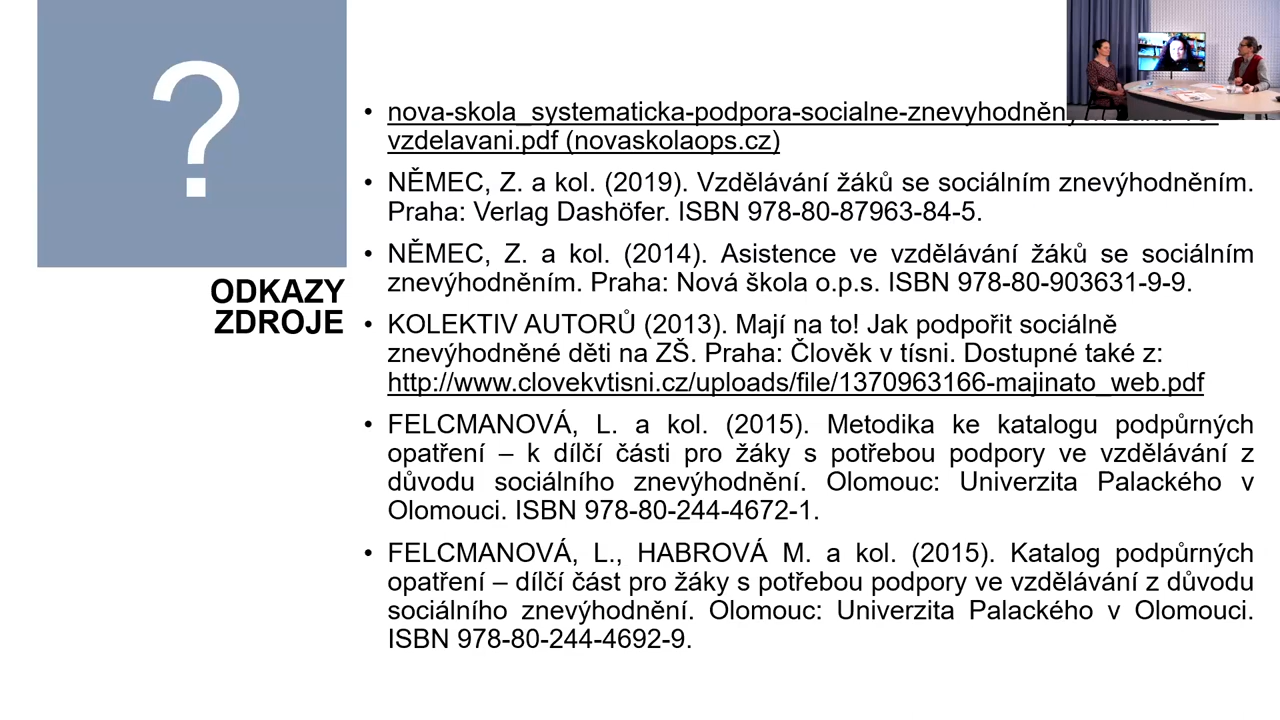 ?
ODKAZY
ZDROJE
• nova-skola_systematicka-podpora-socialne-znevyhodněn
vzdelavani.pdf (novaskolaops.cz)
• NĚMEC, Z. a kol. (2019). Vzdělávání žáků se sociálním znevýhodněním.
Praha: Verlag Dashöfer. ISBN 978-80-87963-84-5.
• NĚMEC, Z. a kol. (2014). Asistence ve vzdělávání žáků se sociálním
znevýhodněním. Praha: Nová škola o.p.s. ISBN 978-80-903631-9-9.
• KOLEKTIV AUTORŮ (2013). Mají na to! Jak podpořit sociálně
znevýhodněné děti na ZŠ. Praha: Člověk v tísni. Dostupné také z:
http://www.clovekvtisni.cz/uploads/file/1370963166-majinato_web.pdf
• FELCMANOVÁ, L. a kol. (2015). Metodika ke katalogu podpůrných
opatření – k dílčí části pro žáky s potřebou podpory ve vzdělávání z
důvodu sociálního znevýhodnění. Olomouc: Univerzita Palackého v
Olomouci. ISBN 978-80-244-4672-1.
• FELCMANOVÁ, L., HABROVÁ M. a kol. (2015). Katalog podpůrných
opatření – dílčí část pro žáky s potřebou podpory ve vzdělávání z důvodu
sociálního znevýhodnění. Olomouc: Univerzita Palackého v Olomouci.
ISBN 978-80-244-4692-9.